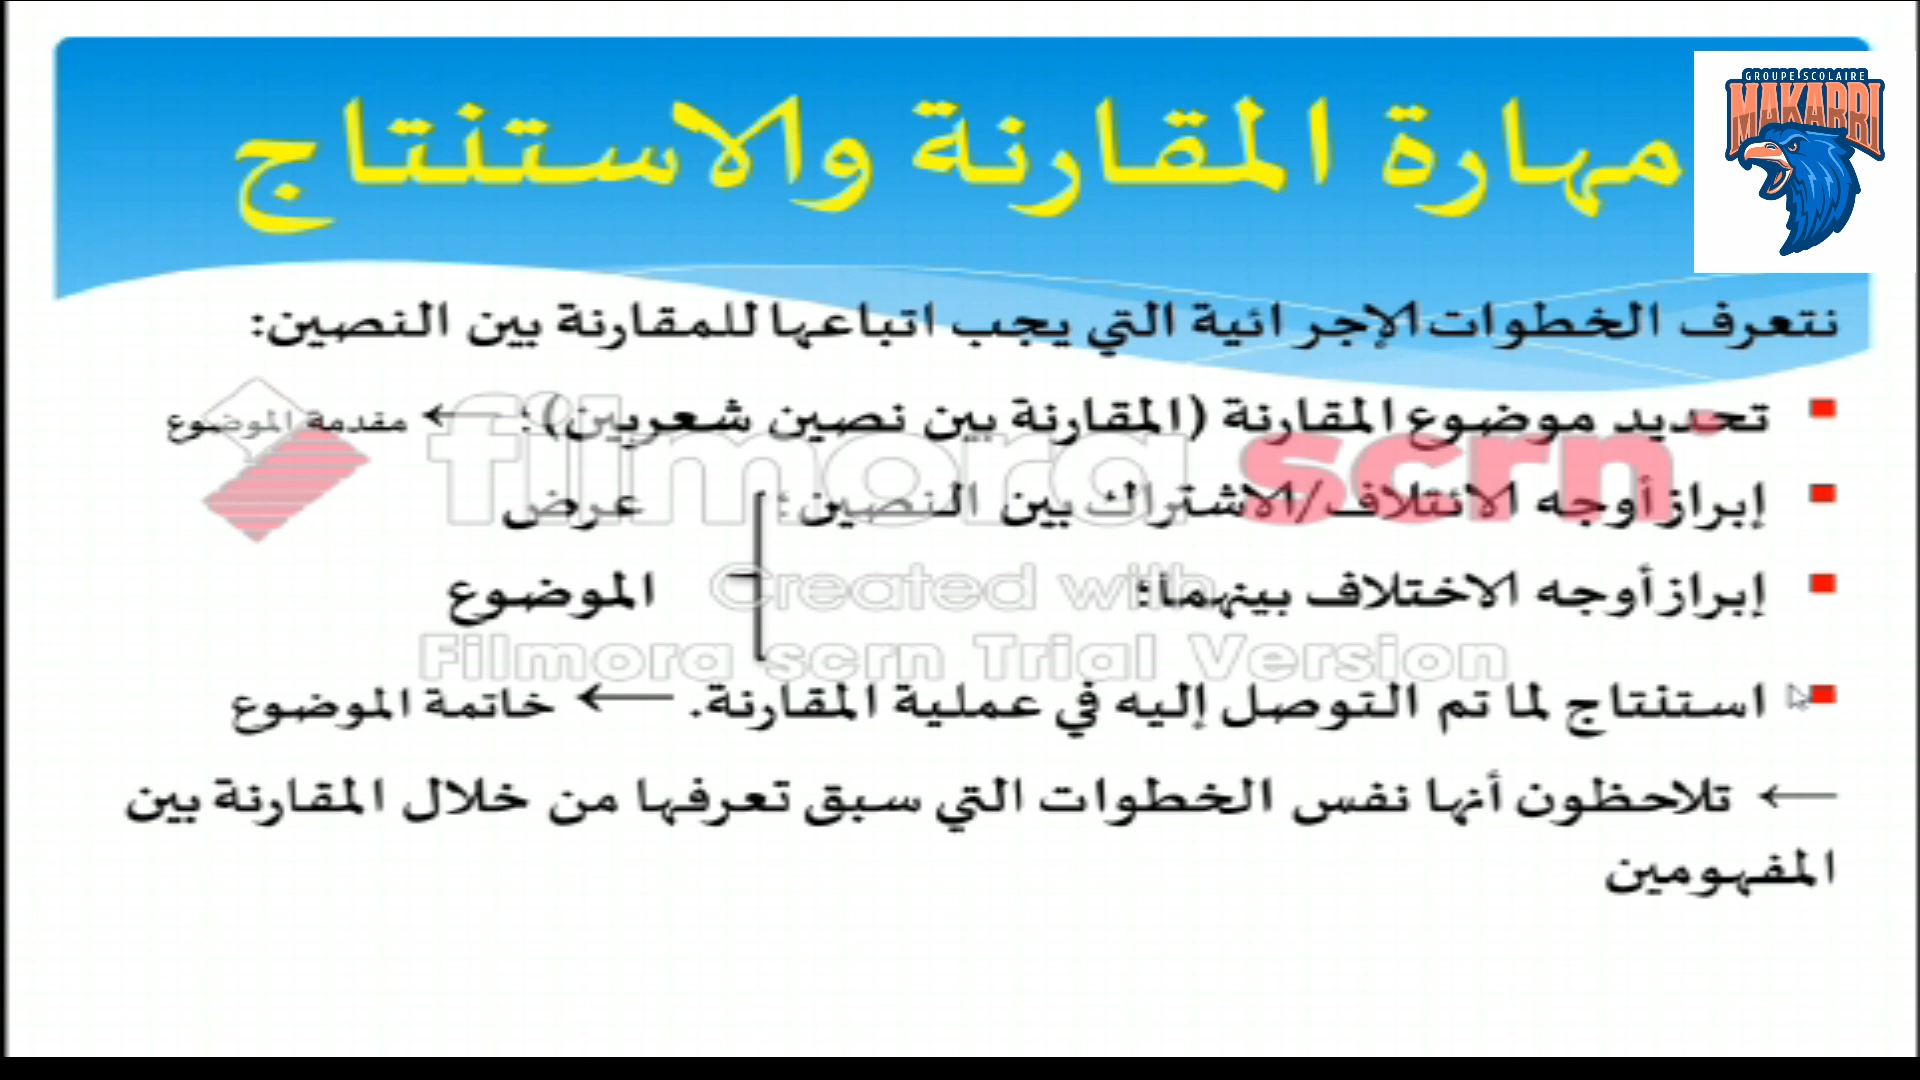 GROUPE SCOLAIRE
MAKARRI
مهارة المقارنة والاستنتاج
نتعرف الخطوات الإجرائية التي يجب اتباعها للمقارنة بين النصين:
تحديد موضوع المقارنة (المقارنة بين نصين شعريين): ← مقدمة الموضوع
filmora scrn
إبراز أوجه الائتلاف/الاشتراك بين النصين: عرض
إبراز أوجه الاختلاف بينهما: الموضوع
Created with
Filmora scrn Trial Version
استنتاج لما تم التوصل إليه في عملية المقارنة. ← خاتمة الموضوع
← تلاحظون أنها نفس الخطوات التي سبق تعرفها من خلال المقارنة بين
المفهومين